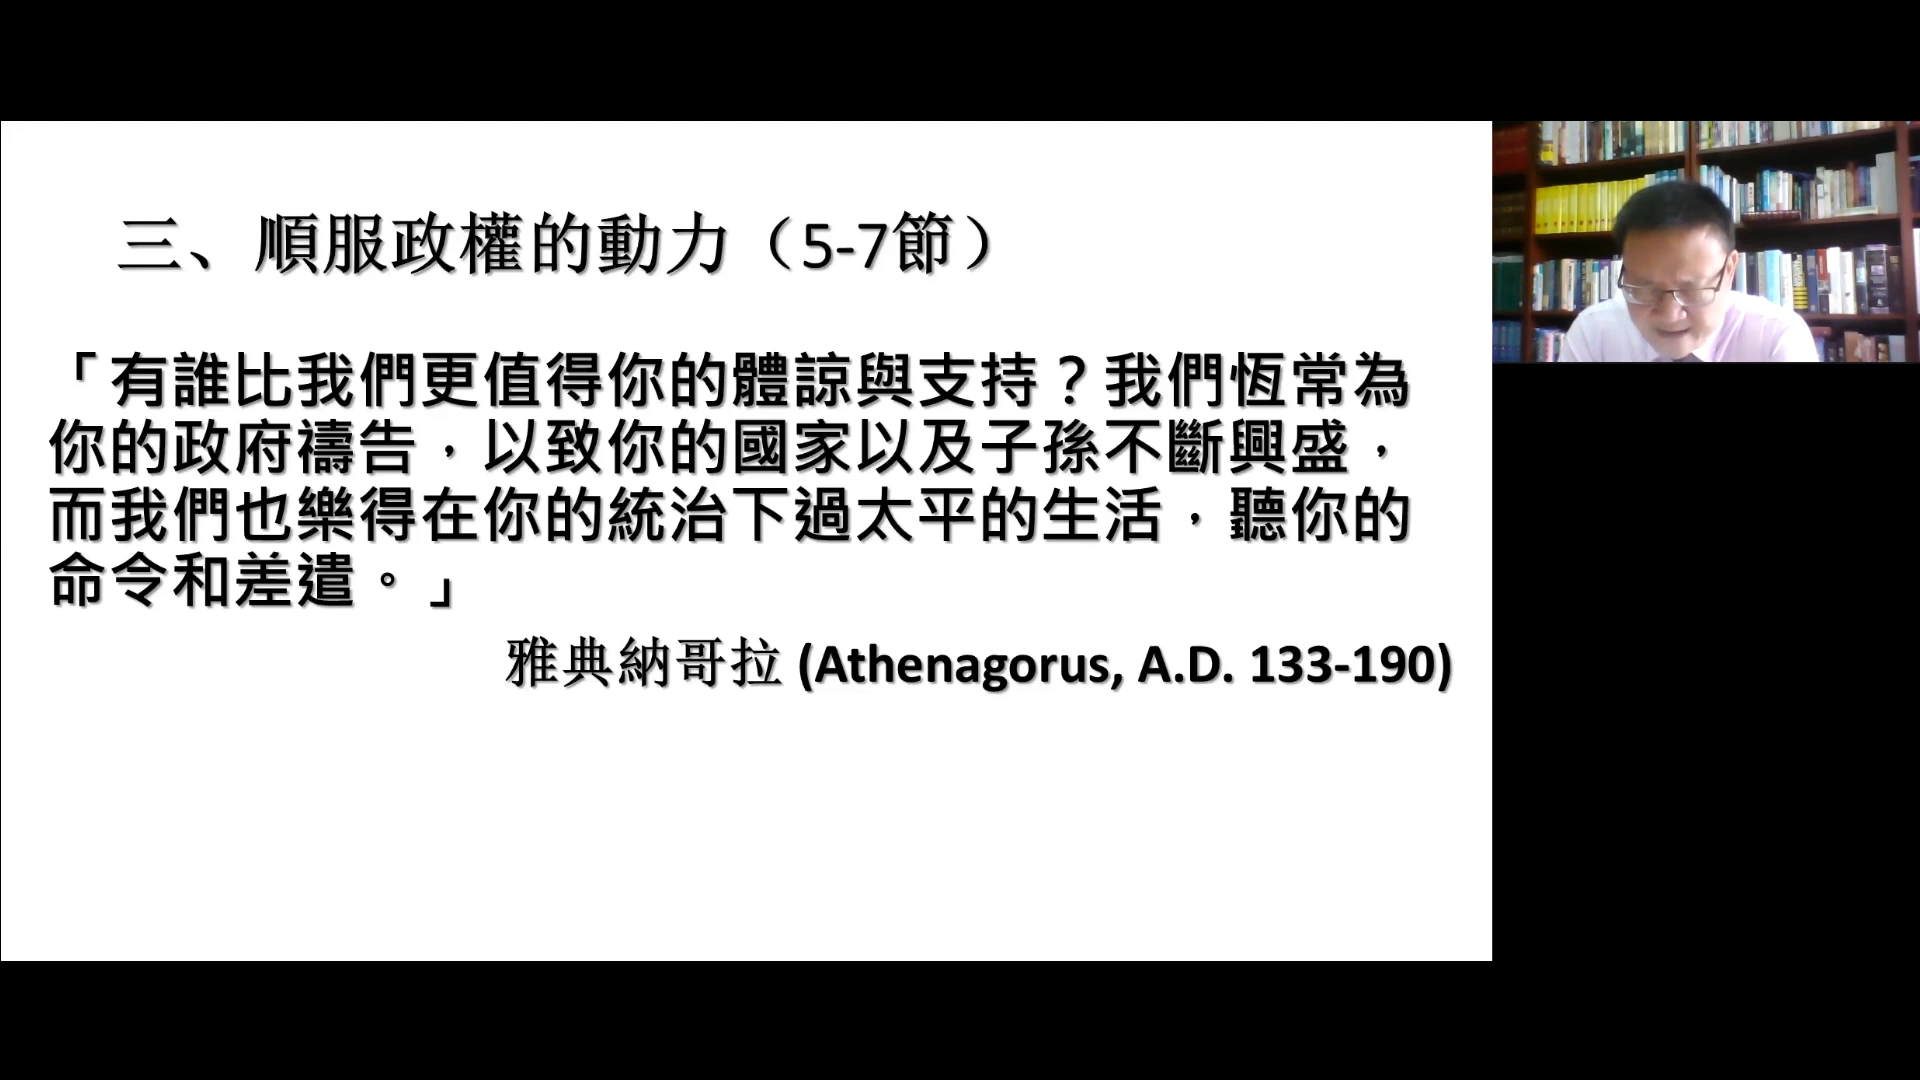 三、順服政權的動力（5-7節）
「有誰比我們更值得你的體諒與支持？我們恆常為
你的政府禱告，以致你的國家以及子孫不斷興盛，
而我們也樂得在你的統治下過太平的生活，聽你的
命令和差遣。」
雅典納哥拉 (Athenagorus, A.D. 133-190)